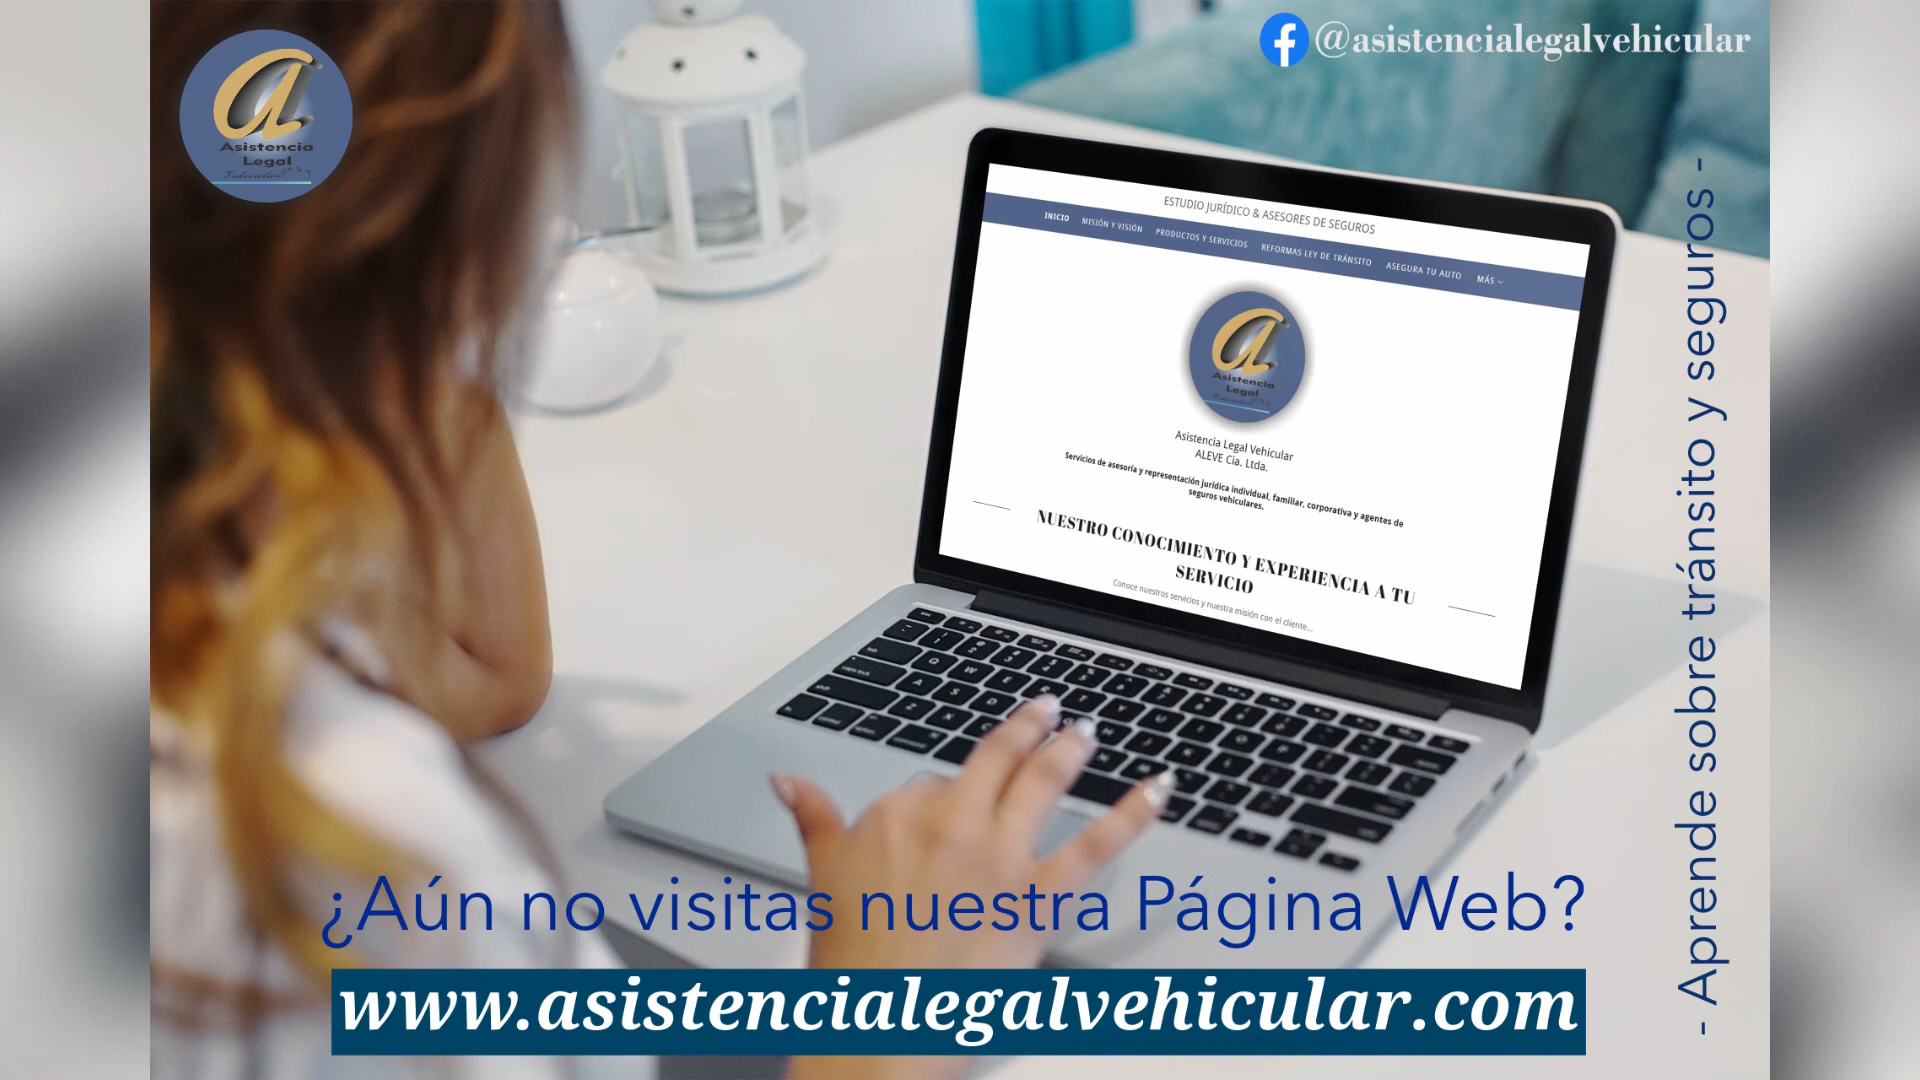 a
Asistencia
Legal
Vehicular
@asistencialegalvehicular
ESTUDIO JURÍDICO & ASESORES DE SEGUROS
INICIO MISIÓN Y VISIÓN PRODUCTOS Y SERVICIOS REFORMAS LEY DE TRÁNSITO ASEGURA TU AUTO MÁS
a
Asistencia
Legal
Vehicular
Asistencia Legal Vehicular
ALEVE Cia. Ltda.
Servicios de asesoría y representación jurídica individual, familiar, corporativa y agentes de
seguros vehiculares.
NUESTRO CONOCIMIENTO Y EXPERIENCIA A TU
SERVICIO
Conoce nuestros servicios y nuestra misión con el cliente...
- Aprende sobre tránsito y seguros -
¿Aún no visitas nuestra Página Web?
www.asistencialegalvehicular.com